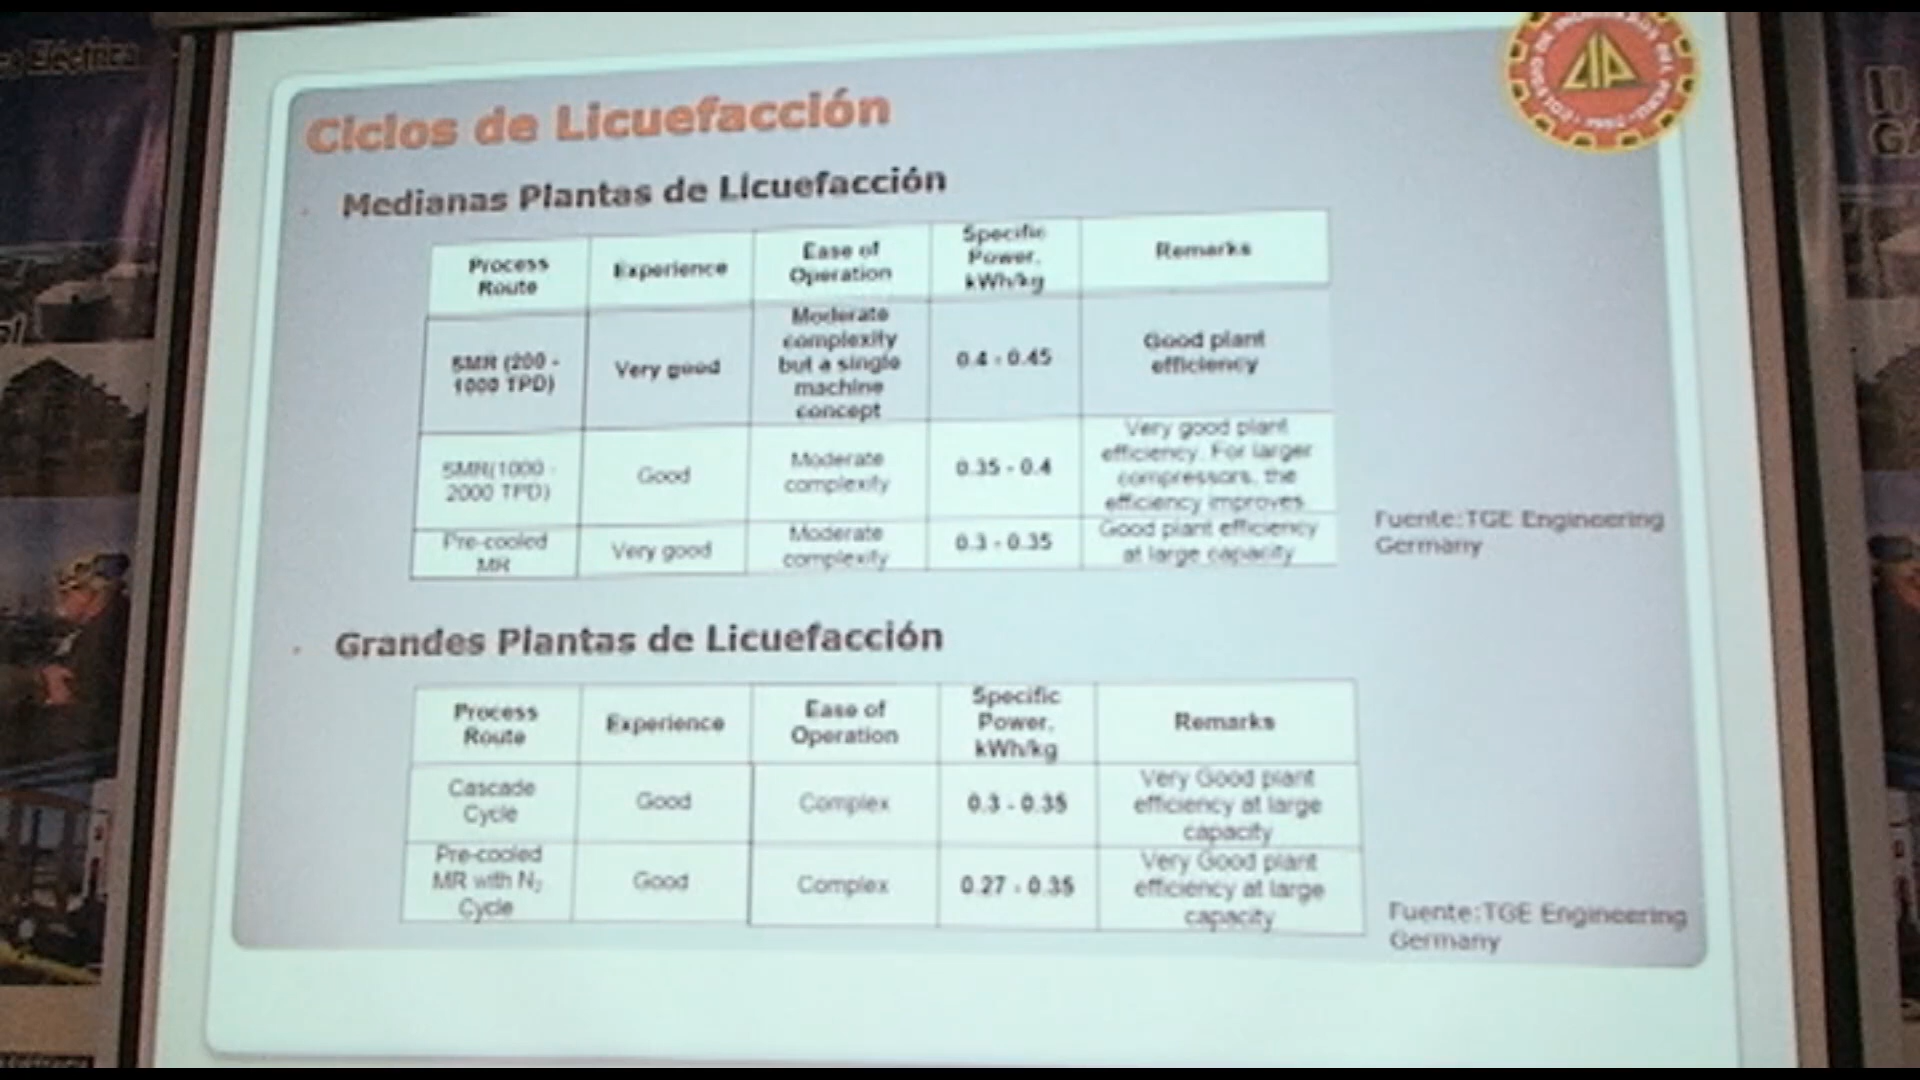 Eléctrica
Ciclos de Licuefacción
Medianas Plantas de Licuefacción
Process
Route
Experience
Ease of
Operation
Specific
Power,
kWh/kg
Remarks
SMR (200 -
1000 TPD)
Very good
Moderate
complexity
but a single
machine
concept
0.4 - 0.45
Good plant
efficiency
SMR(1000 -
2000 TPD)
Good
Moderate
complexity
0.35 - 0.4
Very good plant
efficiency. For larger
compressors, the
efficiency improves
Pre-cooled
MR
Very good
Moderate
complexity
0.3 - 0.35
Good plant efficiency
at large capacity
Fuente:TGE Engineering
Germany
Grandes Plantas de Licuefacción
Process
Route
Experience
Ease of
Operation
Specific
Power,
kWh/kg
Remarks
Cascade
Cycle
Good
Complex
0.3 - 0.35
Very Good plant
efficiency at large
capacity
Pre-cooled
MR with N₂
Cycle
Good
Complex
0.27 - 0.35
Very Good plant
efficiency at large
capacity
Fuente:TGE Engineering
Germany